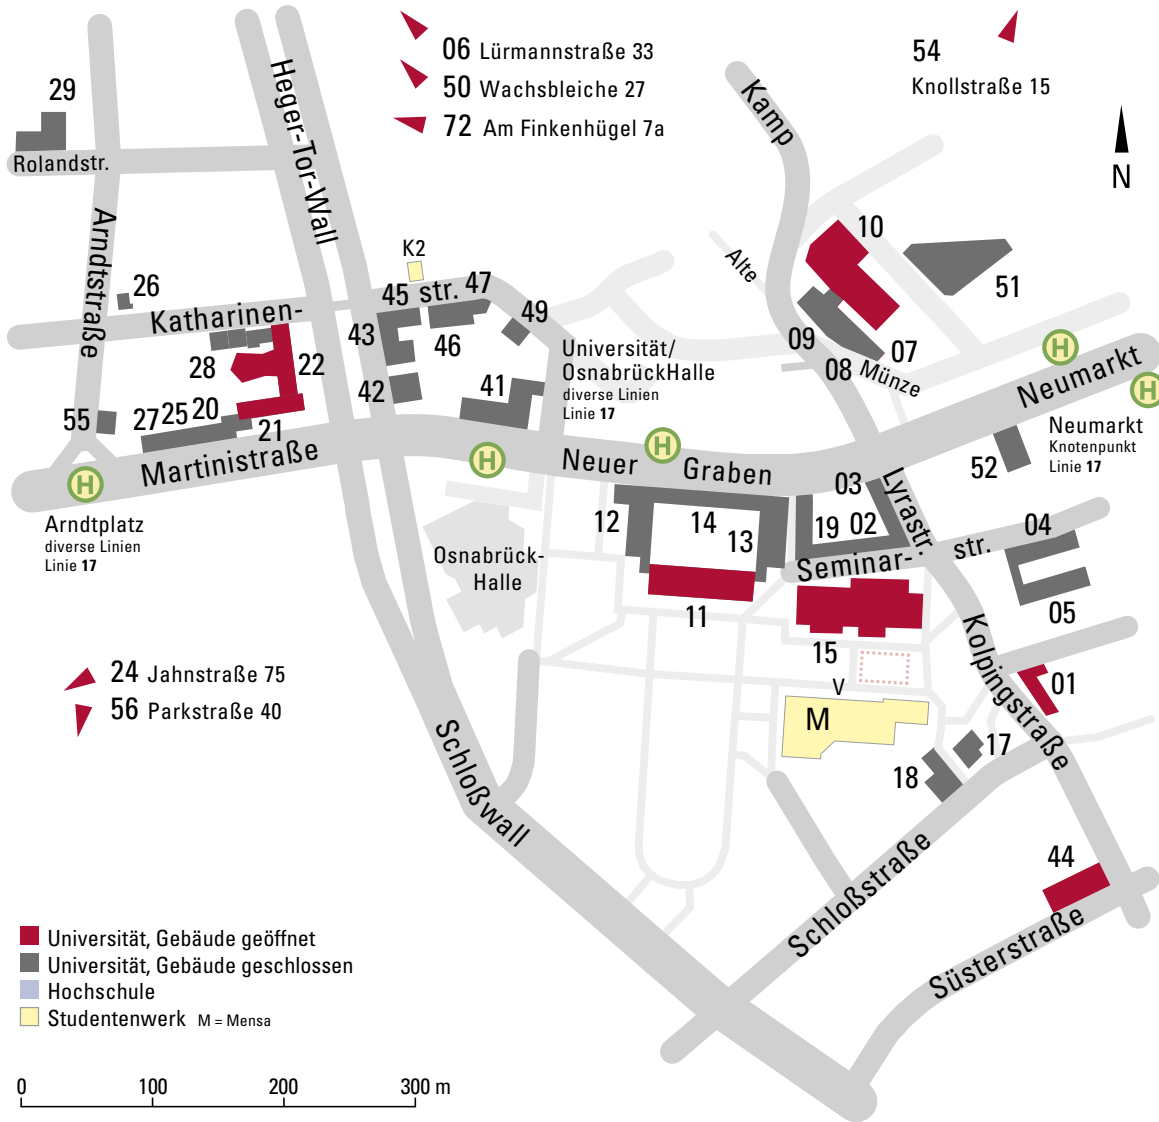 06 Lürmannstraße 33
50 Wachsbleiche 27
72 Am Finkenhügel 7a
54
Knollstraße 15
N
29
Rolandstr.
Heger-Tor-Wall
Kamp
Arndtstraße
26
K2
Katharinen-
45 str. 47
43
46
49
28
22
42
41
Universität/
OsnabrückHalle
diverse Linien
Linie 17
Alte
10
51
09
08
07
Münze
H
Neumarkt
H
Neumarkt
Knotenpunkt
Linie 17
52
55
27
25
20
21
Martinistraße
H
Arndtplatz
diverse Linien
Linie 17
H
Neuer
H
Graben
03
Lyrastr.
12
14
13
19
02
Seminar-
str.
04
05
Osnabrück-
Halle
11
15
V
M
Kolpingstraße
01
17
18
24 Jahnstraße 75
56 Parkstraße 40
Schloßwall
Schloßstraße
44
Süsterstraße
Universität, Gebäude geöffnet
Universität, Gebäude geschlossen
Hochschule
Studentenwerk M = Mensa
0 100 200 300 m